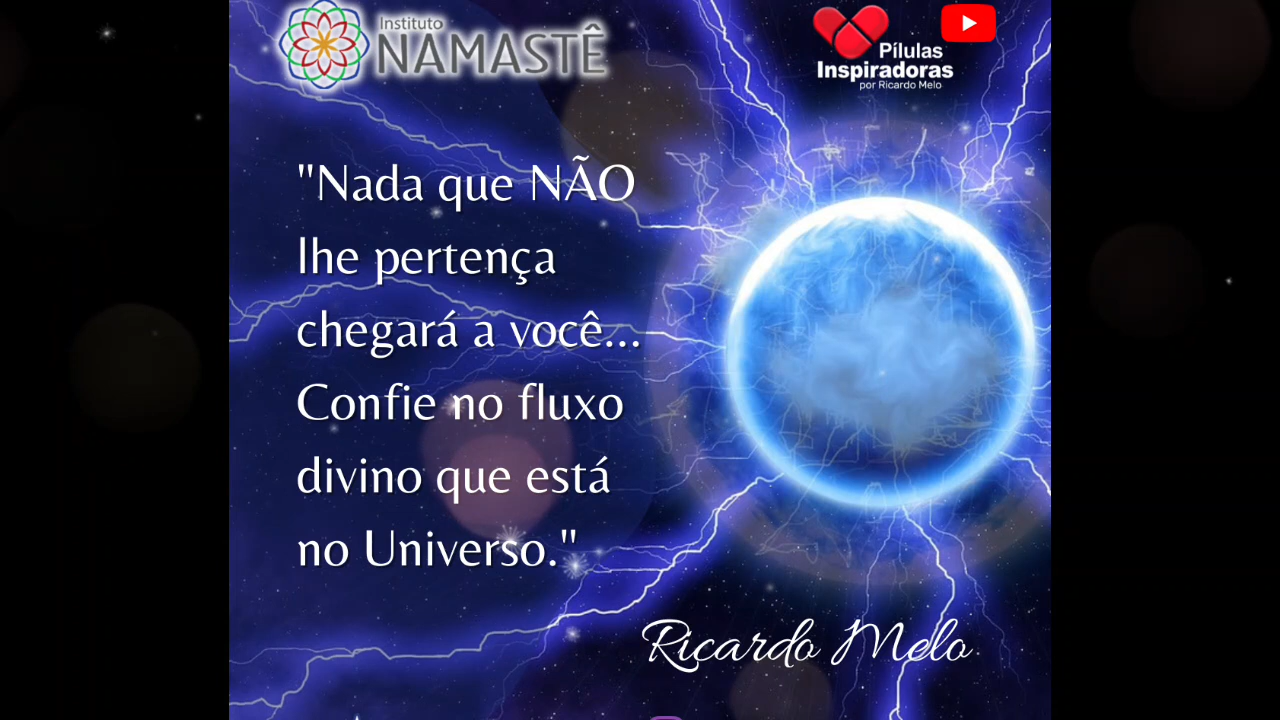 Instituto
NAMASTÊ
Pílulas
Inspiradoras
por Ricardo Melo
"Nada que NÃO
lhe pertença
chegará a você...
Confie no fluxo
divino que está
no Universo."
Ricardo Melo